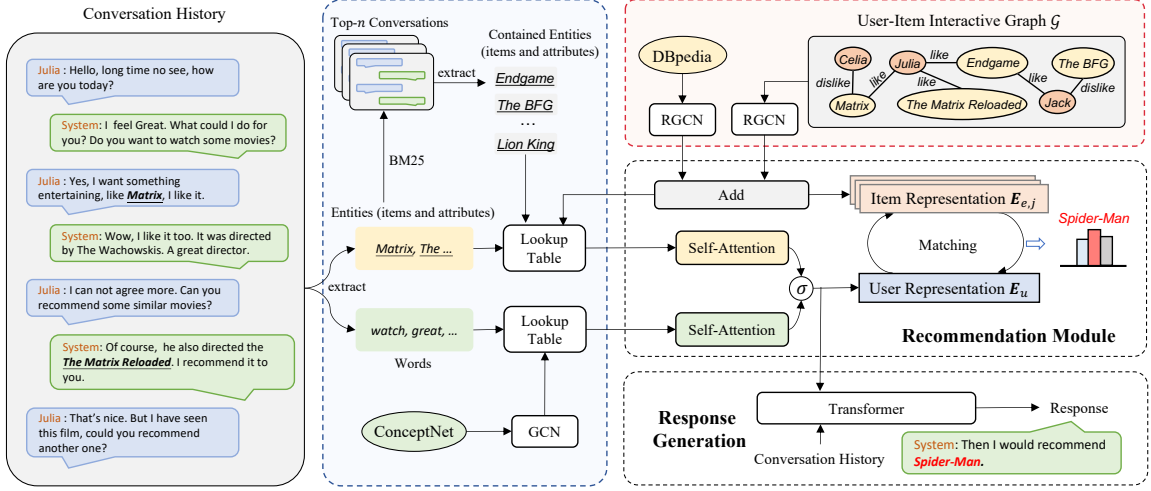 Conversation History
Julia : Hello, long time no see, how
are you today?
System: I feel Great. What could I do for
you? Do you want to watch some movies?
Julia : Yes, I want something
entertaining, like Matrix, I like it.
System: Wow, I like it too. It was directed
by The Wachowskis. A great director.
Julia : I can not agree more. Can you
recommend some similar movies?
System: Of course, he also directed the
The Matrix Reloaded. I recommend it to
you.
Julia : That's nice. But I have seen
this film, could you recommend
another one?
extract
Top-n Conversations
extract
Contained Entities
(items and attributes)
Endgame
The BFG
...
Lion King
BM25
Entities (items and attributes)
Matrix, The ...
Lookup
Table
watch, great, ...
Words
Lookup
Table
ConceptNet
GCN
User-Item Interactive Graph G
DBpedia
RGCN
RGCN
Celia
Julia
like
Endgame
The BFG
dislike
like
like
like
dislike
Matrix
The Matrix Reloaded
Jack
Add
Item Representation E_{e,j}
Self-Attention
Matching
Spider-Man
σ
User Representation E_u
Self-Attention
Recommendation Module
Response
Generation
Transformer
Response
Conversation History
System: Then I would recommend
Spider-Man.